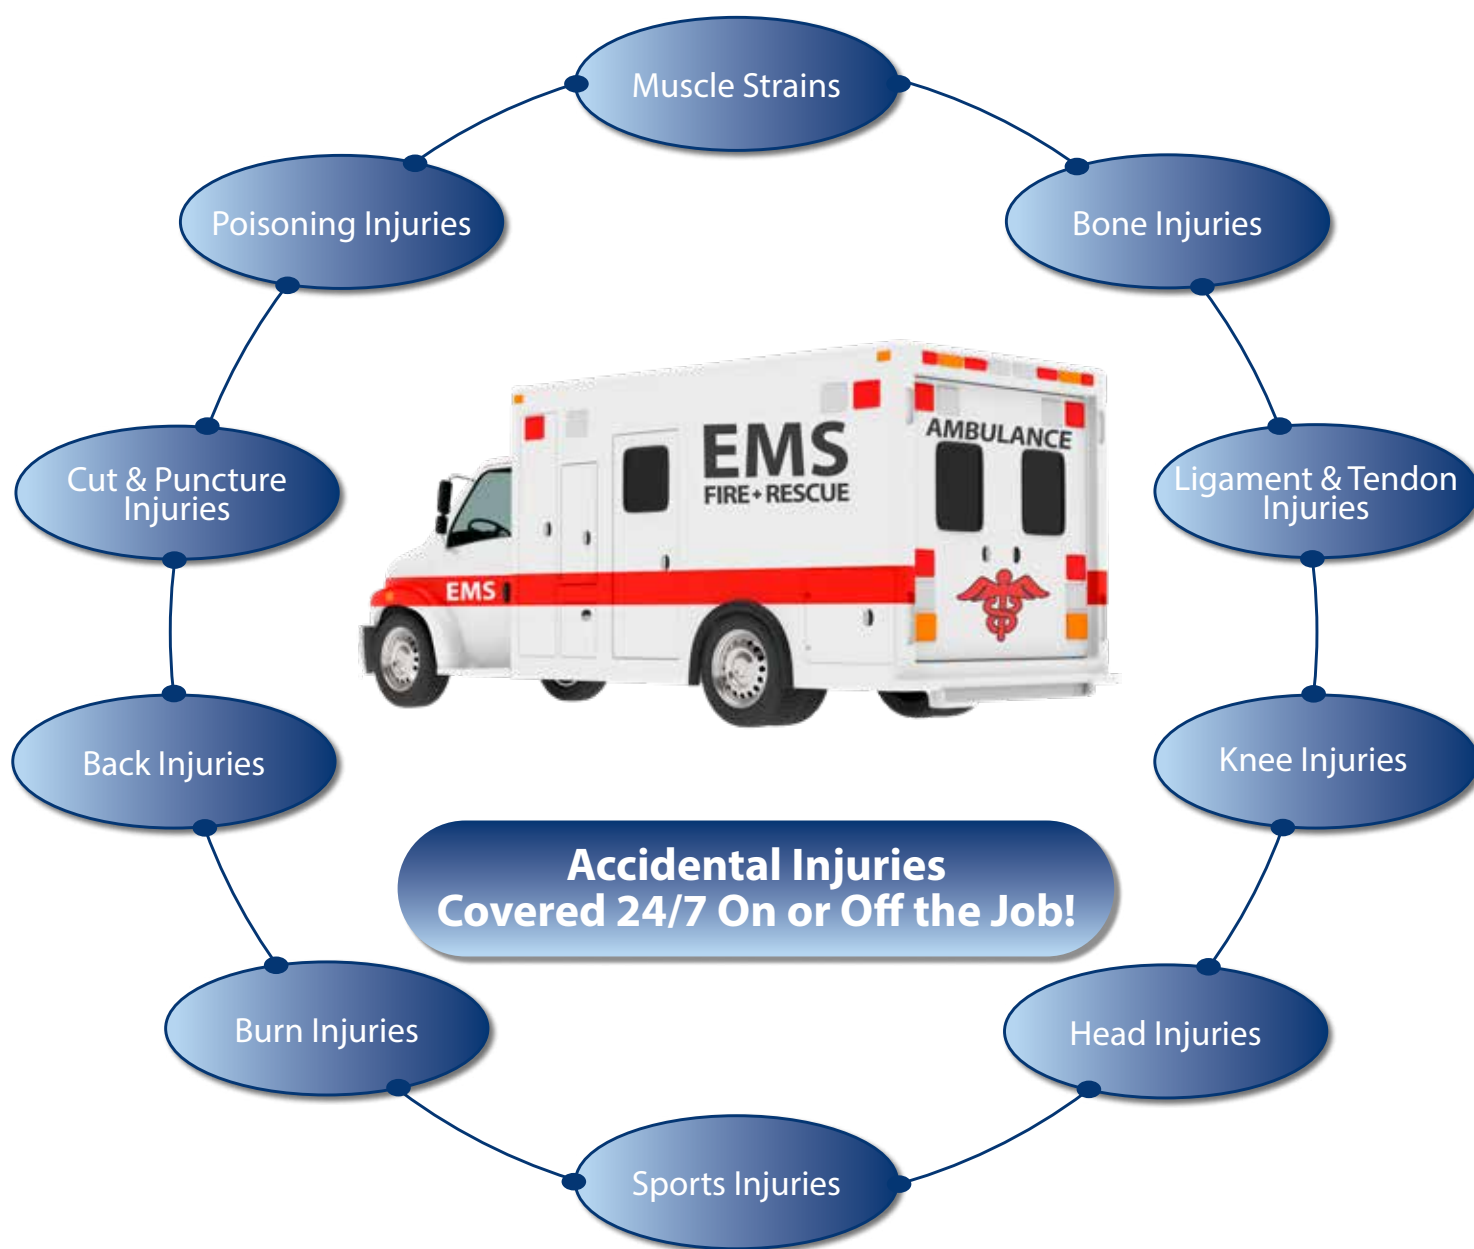 Muscle Strains
Poisoning Injuries
Bone Injuries
Cut & Puncture
Injuries
Ligament & Tendon
Injuries
EMS
FIRE + RESCUE
AMBULANCE
EMS
Back Injuries
Knee Injuries
Accidental Injuries
Covered 24/7 On or Off the Job!
Burn Injuries
Head Injuries
Sports Injuries